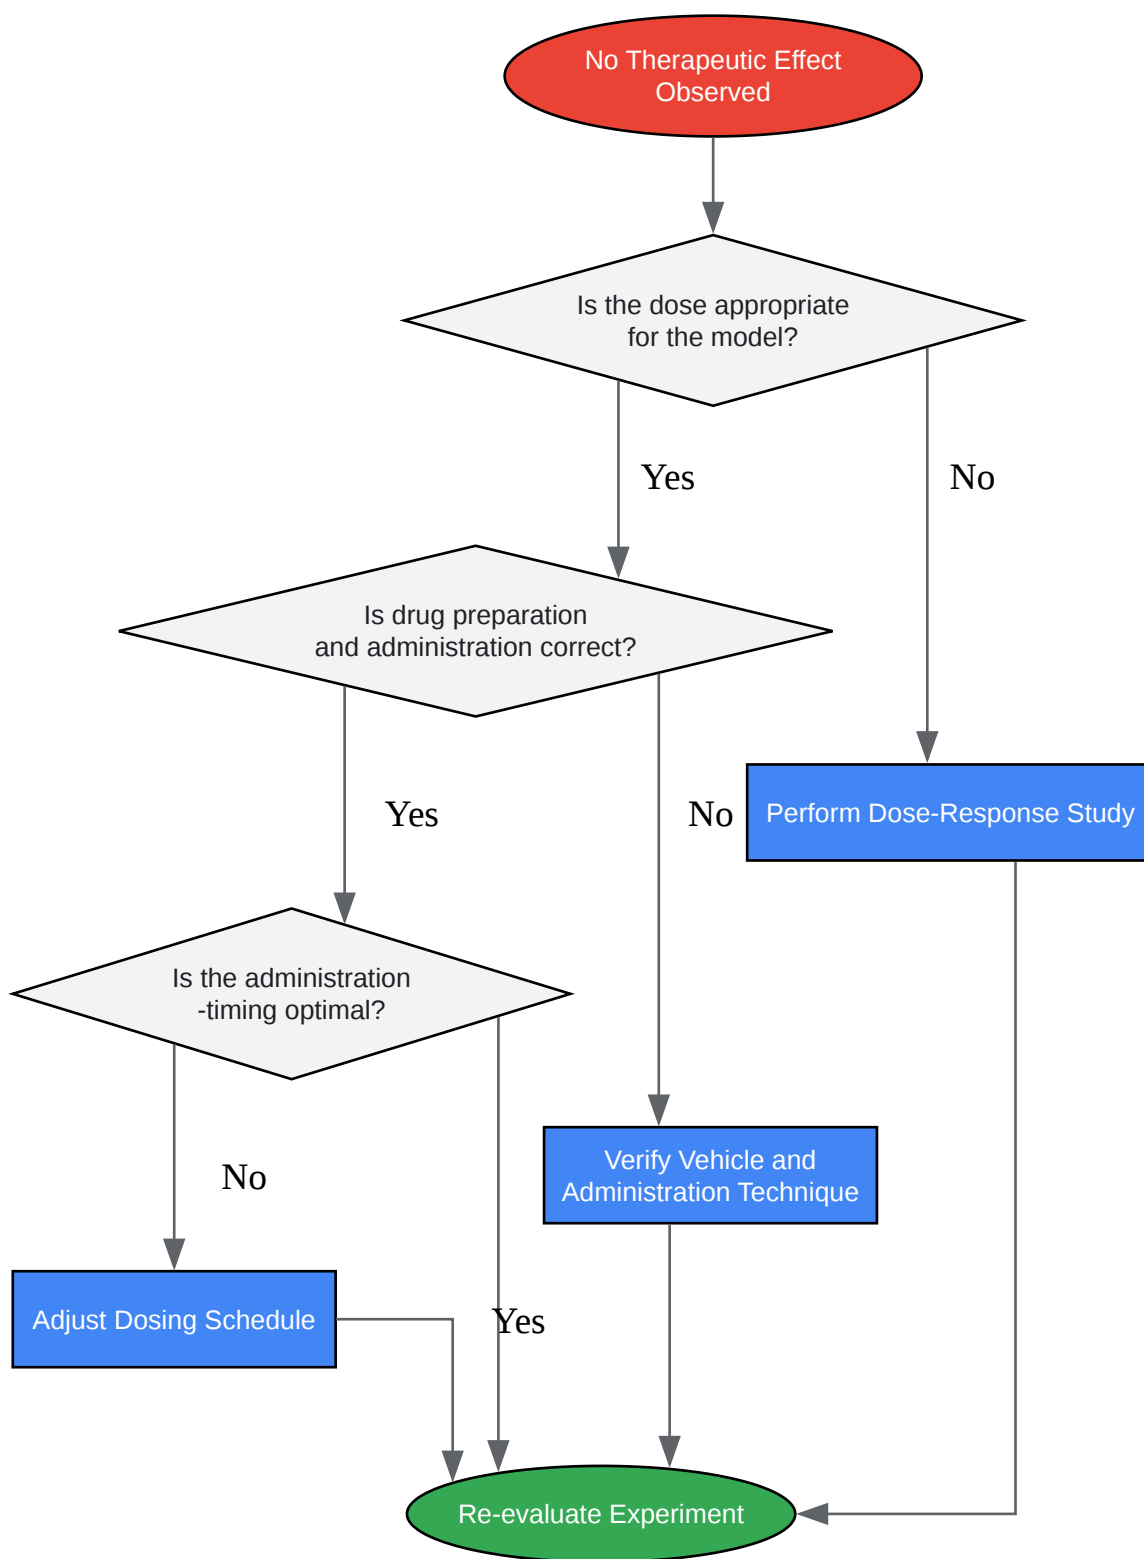 No Therapeutic Effect
Observed
Is the dose appropriate
for the model?
Yes
No
Is drug preparation
and administration correct?
Yes
No
Perform Dose-Response Study
Is the administration
-timing optimal?
No
Verify Vehicle and
Administration Technique
Adjust Dosing Schedule
Yes
Re-evaluate Experiment